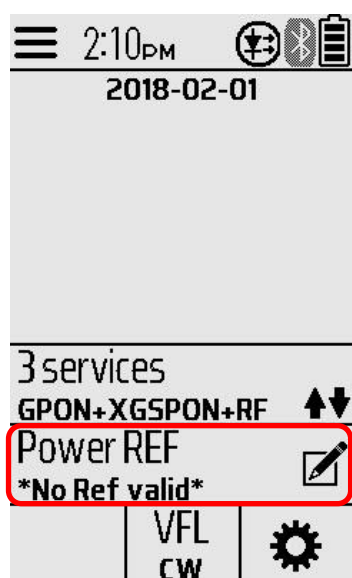 2:10PM
2018-02-01
3 services
GPON+XGSPON+RF
Power REF
*No Ref valid*
VFL
CW